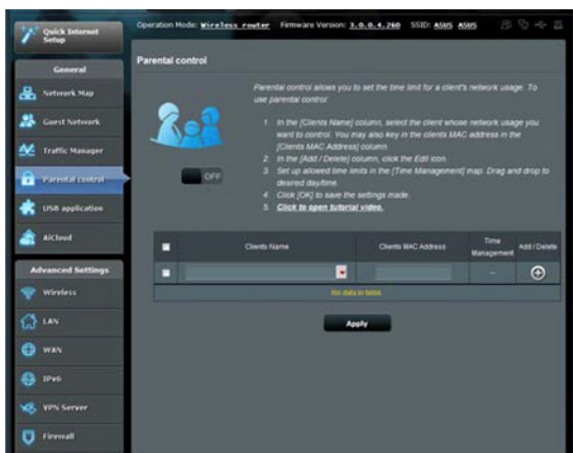 Quick Internet
Setup
Operation Mode: Wireless router Firmware Version: 3.0.0.4.260 SSID: ASUS ASUS
General
Network Map
Guest Network
Traffic Manager
Parental control
USB application
AiCloud
Advanced Settings
Wireless
LAN
WAN
IPv6
VPN Server
Firewall
Parental control
OFF
Parental control allows you to set the time limit for a client's network usage. To
use parental control:
1. In the [Clients Name] column, select the client whose network usage you
want to control. You may also key in the clients MAC address in the
[Clients MAC Address] column.
2. In the [Add / Delete] column, click the Edit icon.
3. Set up allowed time limits in the [Time Management] map. Drag and drop to
desired day/time.
4. Click [OK] to save the settings made.
5. Click to open tutorial video.
Clients Name Clients MAC Address Time Management Add / Delete
--
No data in table.
Apply